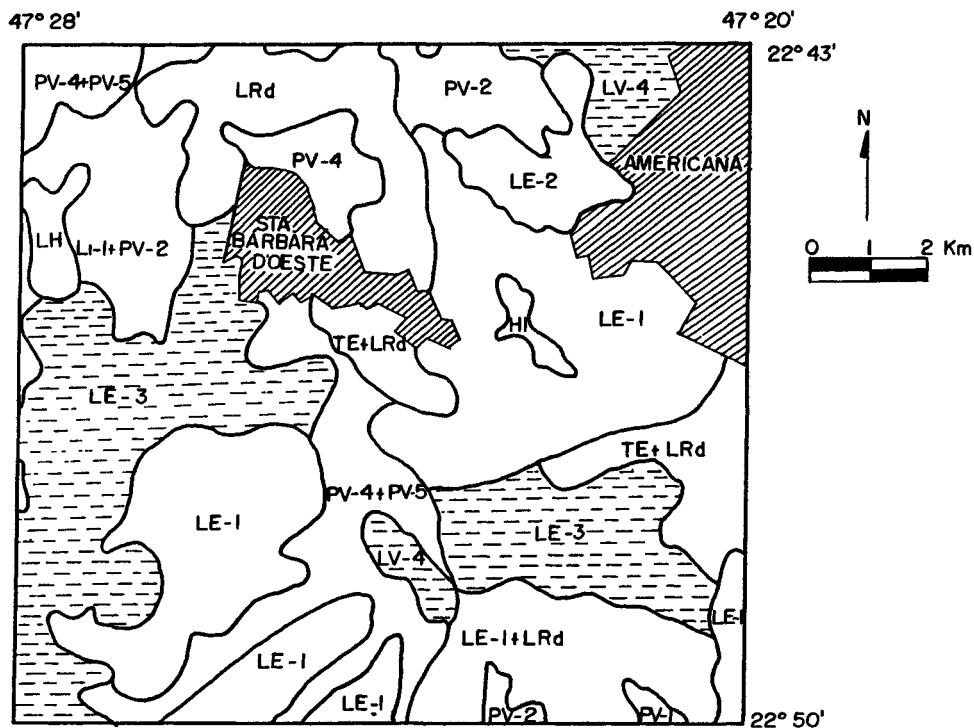 47° 28'
47° 20'
22° 43'
PV-4+PV-5
LRd
PV-2
LV-4
N
PV-4
AMERICANA
LE-2
STA.
BÁRBARA
D'OESTE
LH
Li-1+PV-2
0 1 2 Km
HI
LE-1
TE+LRd
LE-3
TE+LRd
PV-4+PV-5
LE-1
LE-3
LV-4
LE-1
LE-1+LRd
LE-1
LE-1
PV-2
PV-1
22° 50'